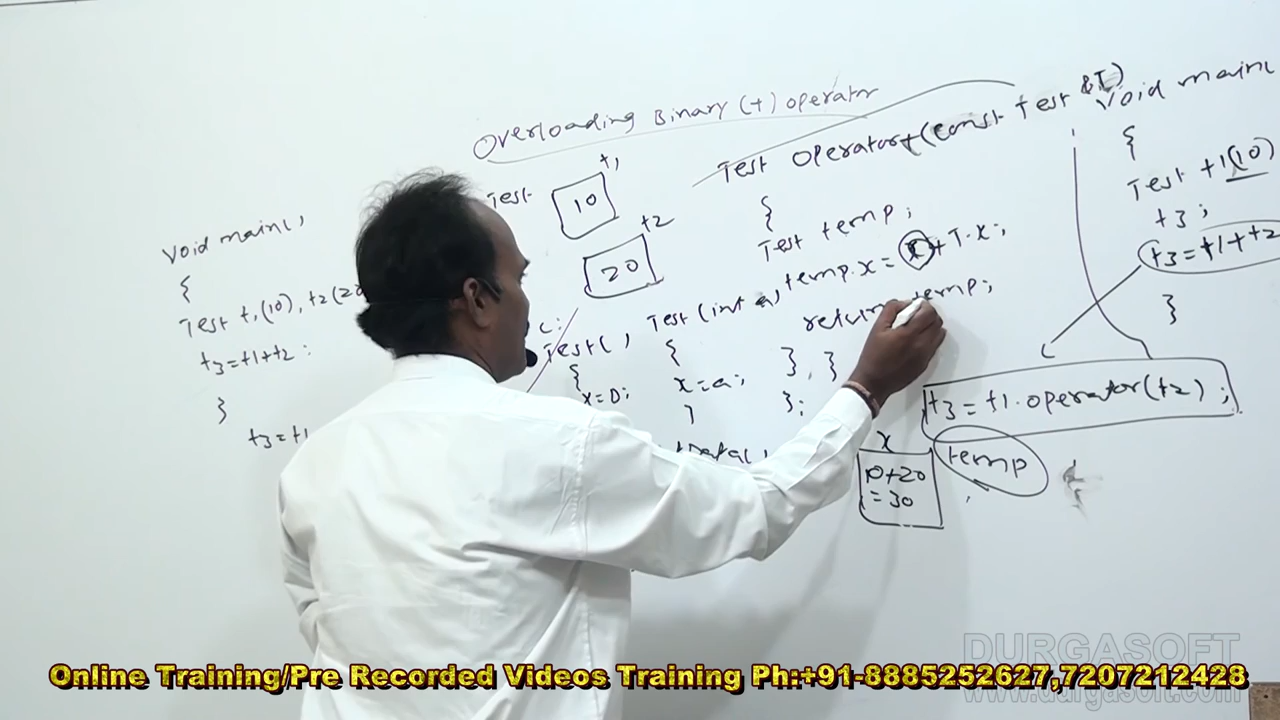 Overloading Binary (+) operator
void main(
{
Test t1(10), t2(20
t3=t1+t2;
}
t3=t1
Test
t1
10
t2
20
c:
Test( )
{
x=0;
}
Test(int a)
{
x=a;
}
};
Test operator+(const Test &T)
{
Test temp;
temp.x = x+T.x;
return temp;
}
void main(
{
Test t1(10)
t3;
t3=t1+t2
}
t3=t1.operator(t2);
x
10+20
=30
temp
DURGASOFT
www.durgasoft.com
Online Training/Pre Recorded Videos Training Ph:+91-8885252627,7207212428